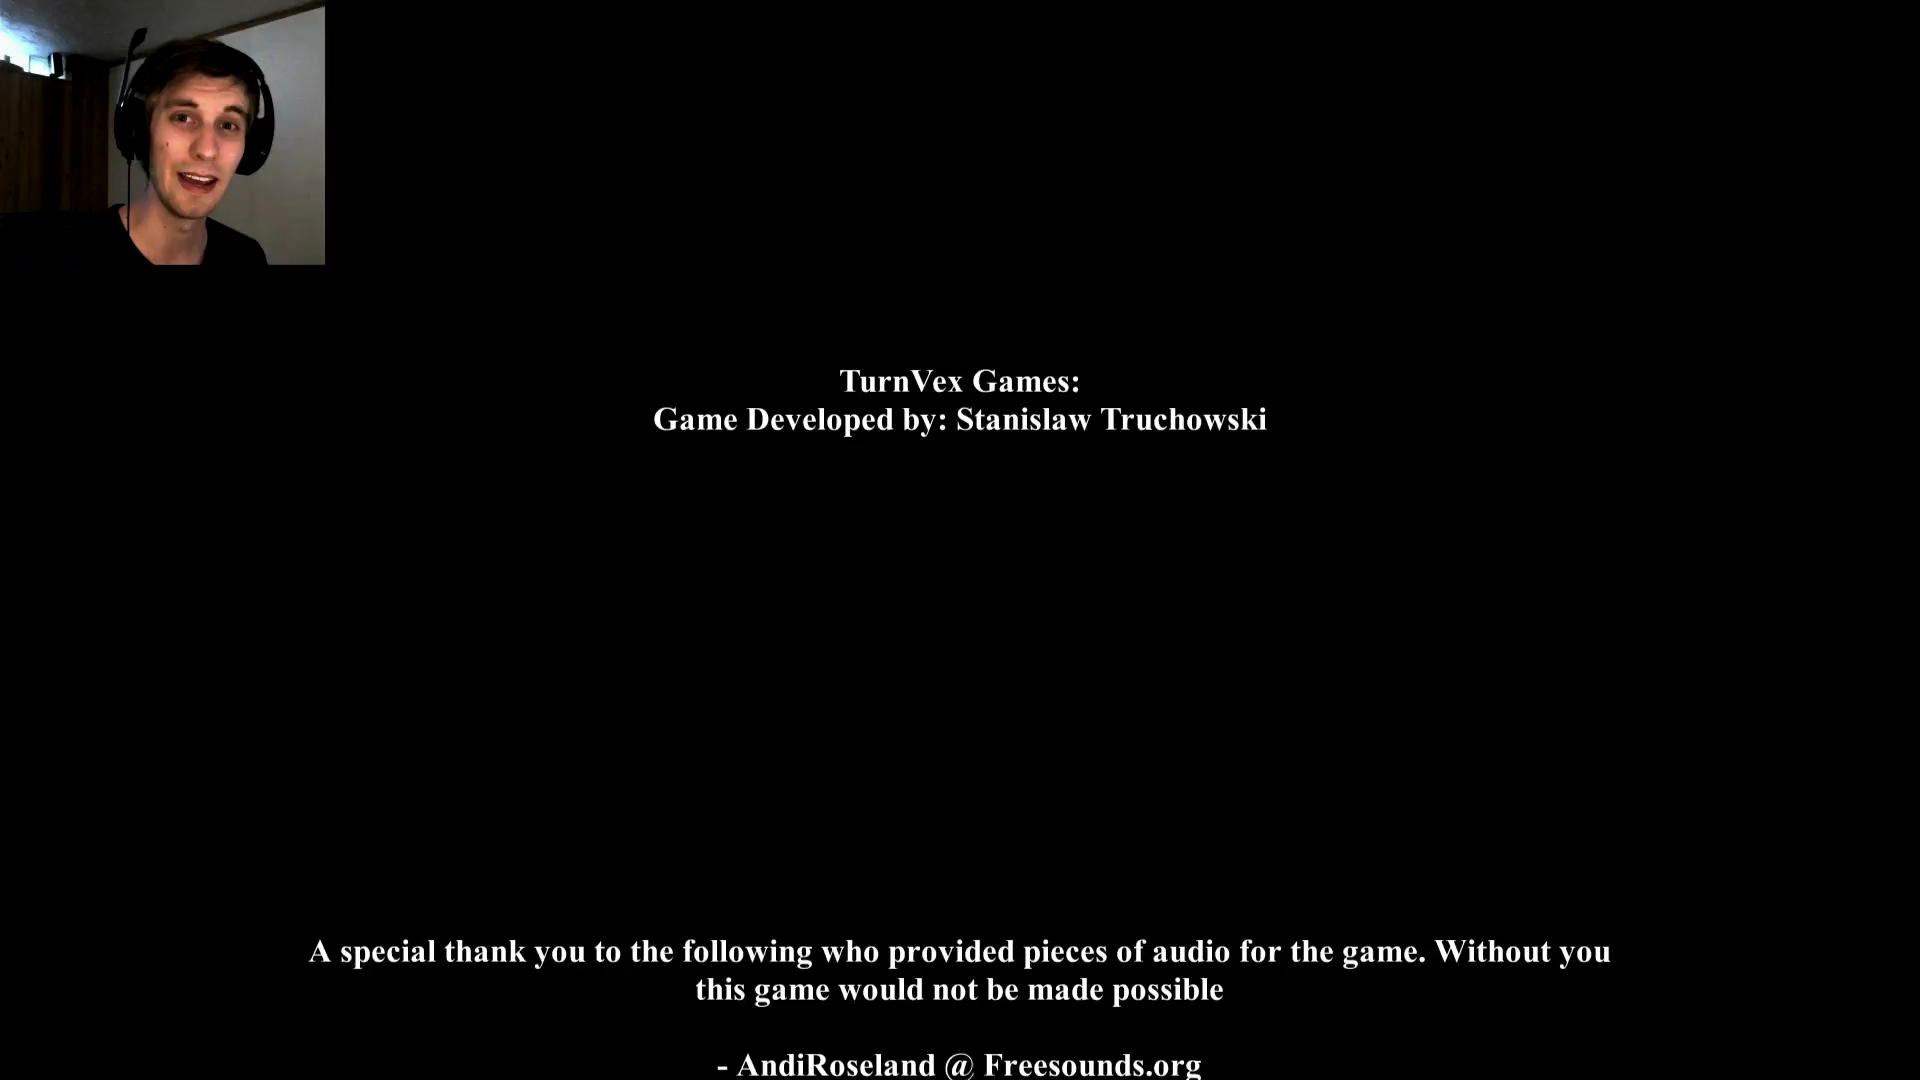 TurnVex Games:
Game Developed by: Stanislaw Truchowski
A special thank you to the following who provided pieces of audio for the game. Without you
this game would not be made possible
- AndiRoseland @ Freesounds.org